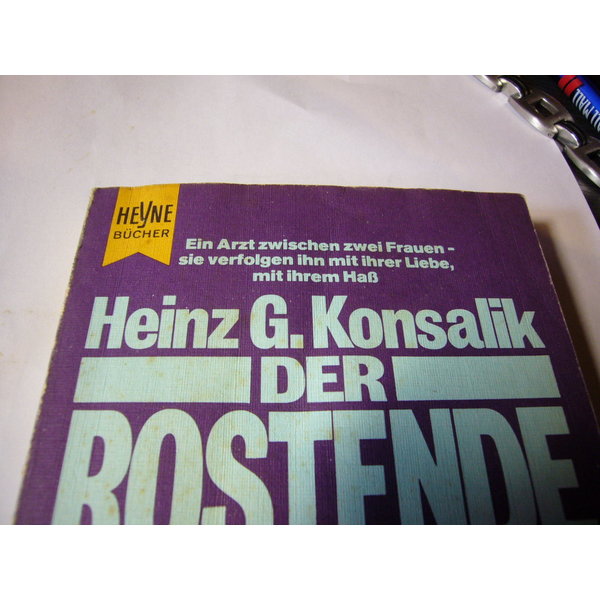 HEYNE
BÜCHER
Ein Arzt zwischen zwei Frauen -
sie verfolgen ihn mit ihrer Liebe,
mit ihrem Haß
Heinz G. Konsalik
DER
ROSTENDE